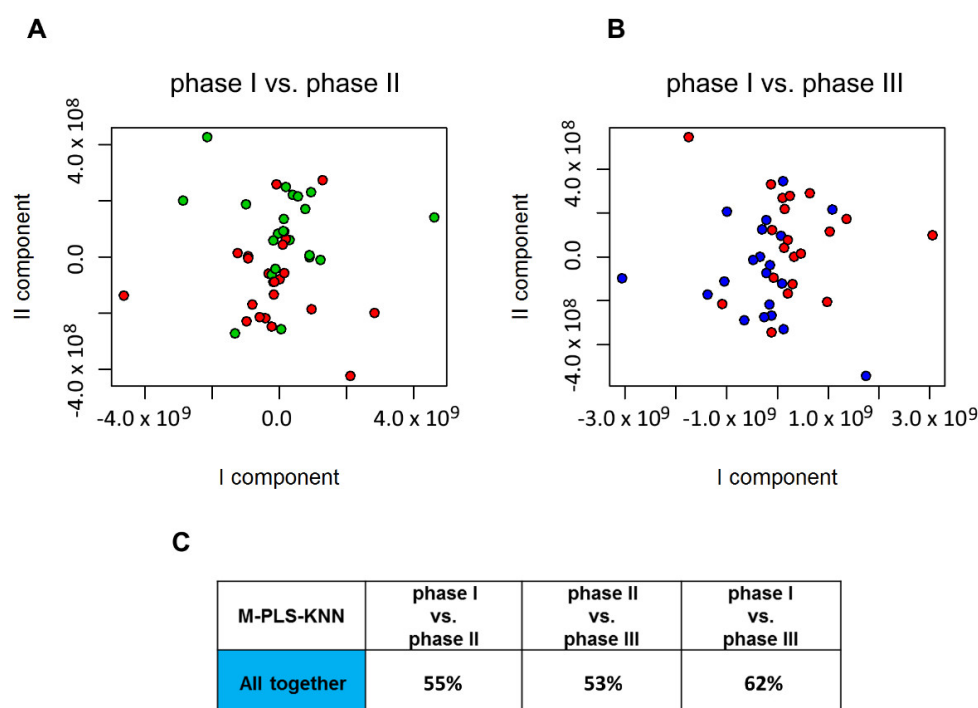 A
B
phase I vs. phase II
phase I vs. phase III
II component
4.0 x 10⁸
0.0
-4.0 x 10⁸
-4.0 x 10⁹
0.0
4.0 x 10⁹
I component
II component
4.0 x 10⁸
0.0
-4.0 x 10⁸
-3.0 x 10⁹
-1.0 x 10⁹
1.0 x 10⁹
3.0 x 10⁹
I component
C
M-PLS-KNN
phase I
vs.
phase II
phase II
vs.
phase III
phase I
vs.
phase III
All together
55%
53%
62%